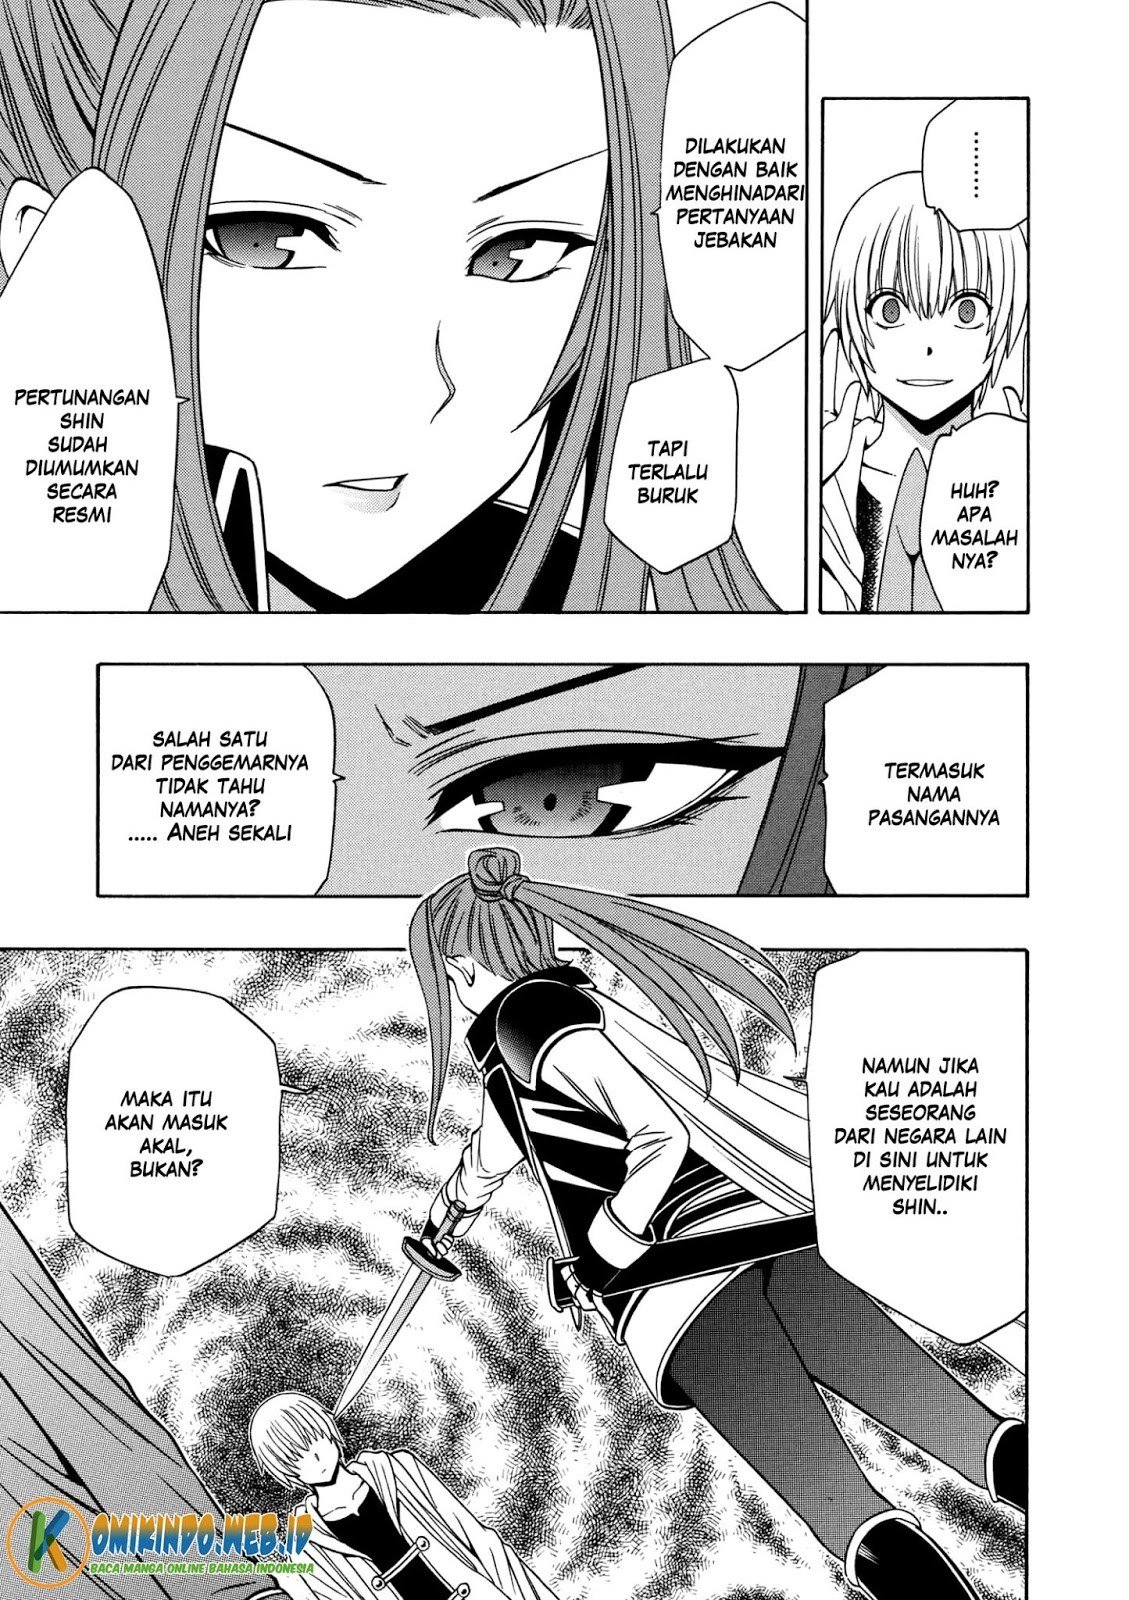 .........
HUH?
APA
MASALAH
NYA?
DILAKUKAN
DENGAN BAIK
MENGHINADARI
PERTANYAAN
JEBAKAN
TAPI
TERLALU
BURUK
PERTUNANGAN
SHIN
SUDAH
DIUMUMKAN
SECARA
RESMI
TERMASUK
NAMA
PASANGANNYA
SALAH SATU
DARI PENGGEMARNYA
TIDAK TAHU
NAMANYA?
..... ANEH SEKALI
NAMUN JIKA
KAU ADALAH
SESEORANG
DARI NEGARA LAIN
DI SINI UNTUK
MENYELIDIKI
SHIN..
MAKA ITU
AKAN MASUK
AKAL,
BUKAN?
KOMIKINDO.WEB.ID
BACA MANGA ONLINE BAHASA INDONESIA